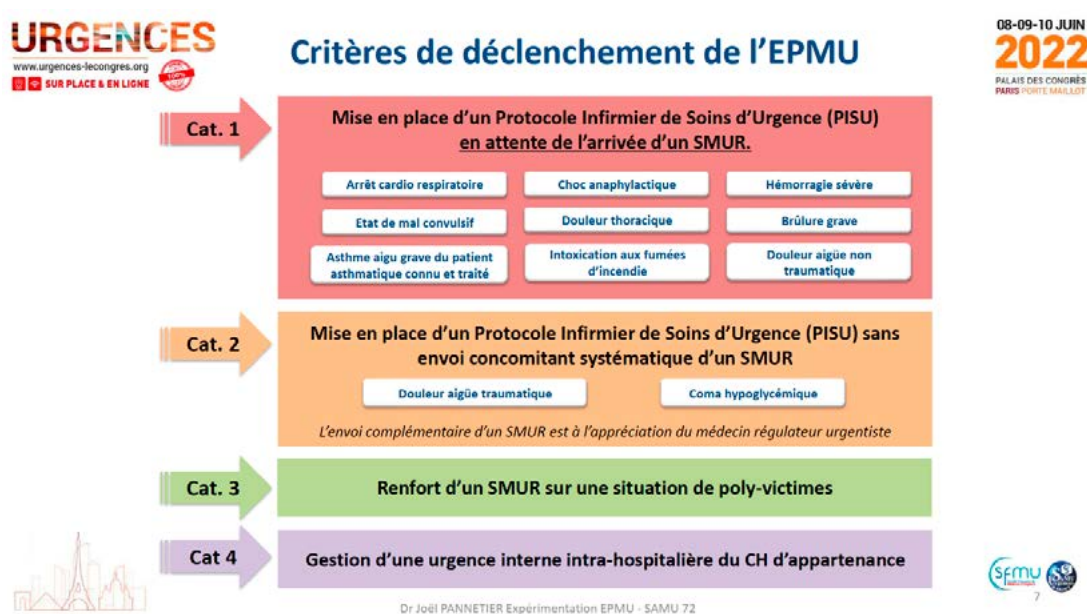 URGENCES
www.urgences-lecongres.org
100%
SUR PLACE & EN LIGNE
Critères de déclenchement de l'EPMU
08-09-10 JUIN
2022
PALAIS DES CONGRÈS
PARIS PORTE MAILLOT
Cat. 1
Mise en place d'un Protocole Infirmier de Soins d'Urgence (PISU)
en attente de l'arrivée d'un SMUR.
Arrêt cardio respiratoire
Choc anaphylactique
Hémorragie sévère
Etat de mal convulsif
Douleur thoracique
Brûlure grave
Asthme aigu grave du patient
asthmatique connu et traité
Intoxication aux fumées
d'incendie
Douleur aigüe non
traumatique
Cat. 2
Mise en place d'un Protocole Infirmier de Soins d'Urgence (PISU) sans
envoi concomitant systématique d'un SMUR
Douleur aigüe traumatique
Coma hypoglycémique
L'envoi complémentaire d'un SMUR est à l'appréciation du médecin régulateur urgentiste
Cat. 3
Renfort d'un SMUR sur une situation de poly-victimes
Cat 4
Gestion d'une urgence interne intra-hospitalière du CH d'appartenance
sfmu
7
Dr Joël PANNETIER Expérimentation EPMU - SAMU 72